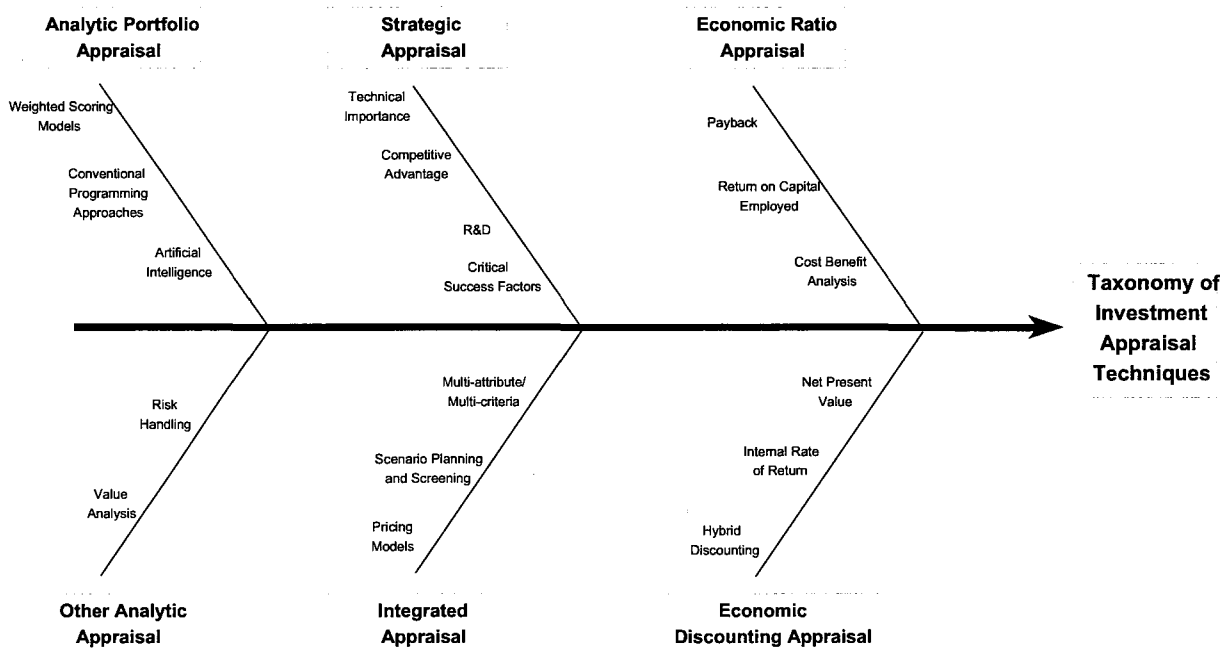 Analytic Portfolio
Appraisal
Weighted Scoring
Models
Conventional
Programming
Approaches
Artificial
Intelligence
Strategic
Appraisal
Technical
Importance
Competitive
Advantage
R&D
Critical
Success Factors
Economic Ratio
Appraisal
Payback
Return on Capital
Employed
Cost Benefit
Analysis
Taxonomy of
Investment
Appraisal
Techniques
Risk
Handling
Value
Analysis
Other Analytic
Appraisal
Multi-attribute/
Multi-criteria
Scenario Planning
and Screening
Pricing
Models
Integrated
Appraisal
Net Present
Value
Internal Rate
of Return
Hybrid
Discounting
Economic
Discounting Appraisal